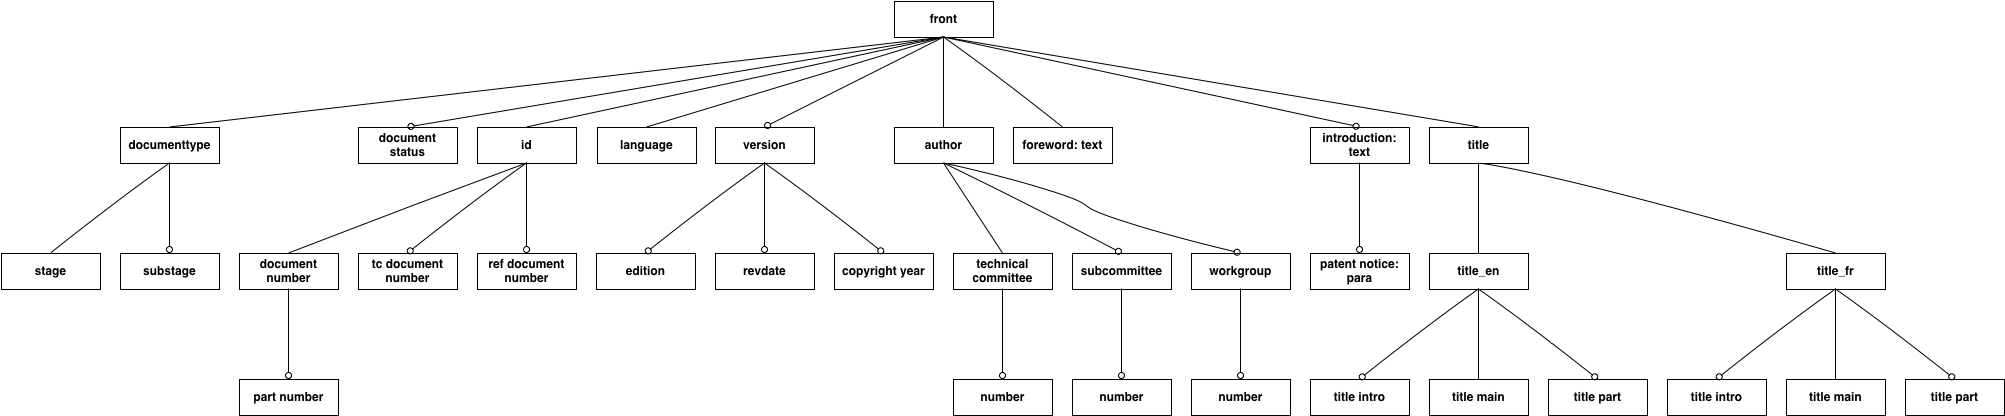 front
documenttype
document
status
id
language
version
author
foreword: text
introduction:
text
title
stage
substage
document
number
tc document
number
ref document
number
edition
revdate
copyright year
technical
committee
subcommittee
workgroup
patent notice:
para
title_en
title_fr
part number
number
number
number
title intro
title main
title part
title intro
title main
title part